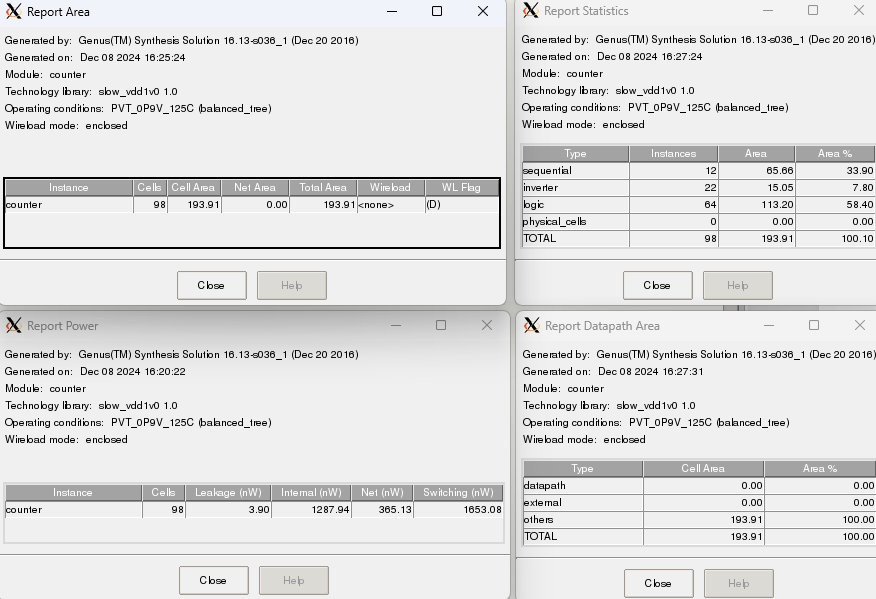 Report Area
Generated by: Genus(TM) Synthesis Solution 16.13-s036_1 (Dec 20 2016)
Generated on: Dec 08 2024 16:25:24
Module: counter
Technology library: slow_vdd1v0 1.0
Operating conditions: PVT_0P9V_125C (balanced_tree)
Wireload mode: enclosed
Instance Cells Cell Area Net Area Total Area Wireload WL Flag
counter 98 193.91 0.00 193.91 <none> (D)
Close Help
Report Statistics
Generated by: Genus(TM) Synthesis Solution 16.13-s036_1 (Dec 20 2016)
Generated on: Dec 08 2024 16:27:24
Module: counter
Technology library: slow_vdd1v0 1.0
Operating conditions: PVT_0P9V_125C (balanced_tree)
Wireload mode: enclosed
Type Instances Area Area %
sequential 12 65.66 33.90
inverter 22 15.05 7.80
logic 64 113.20 58.40
physical_cells 0 0.00 0.00
TOTAL 98 193.91 100.10
Close Help
Report Power
Generated by: Genus(TM) Synthesis Solution 16.13-s036_1 (Dec 20 2016)
Generated on: Dec 08 2024 16:20:22
Module: counter
Technology library: slow_vdd1v0 1.0
Operating conditions: PVT_0P9V_125C (balanced_tree)
Wireload mode: enclosed
Instance Cells Leakage (nW) Internal (nW) Net (nW) Switching (nW)
counter 98 3.90 1287.94 365.13 1653.08
Close Help
Report Datapath Area
Generated by: Genus(TM) Synthesis Solution 16.13-s036_1 (Dec 20 2016)
Generated on: Dec 08 2024 16:27:31
Module: counter
Technology library: slow_vdd1v0 1.0
Operating conditions: PVT_0P9V_125C (balanced_tree)
Wireload mode: enclosed
Type Cell Area Area %
datapath 0.00 0.00
external 0.00 0.00
others 193.91 100.00
TOTAL 193.91 100.00
Close Help